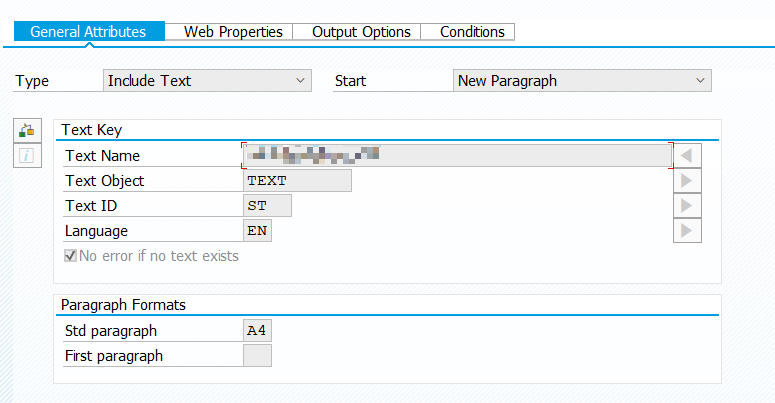 General Attributes Web Properties Output Options Conditions
Type Include Text Start New Paragraph
Text Key
Text Name
Text Object TEXT
Text ID ST
Language EN
No error if no text exists
Paragraph Formats
Std paragraph A4
First paragraph